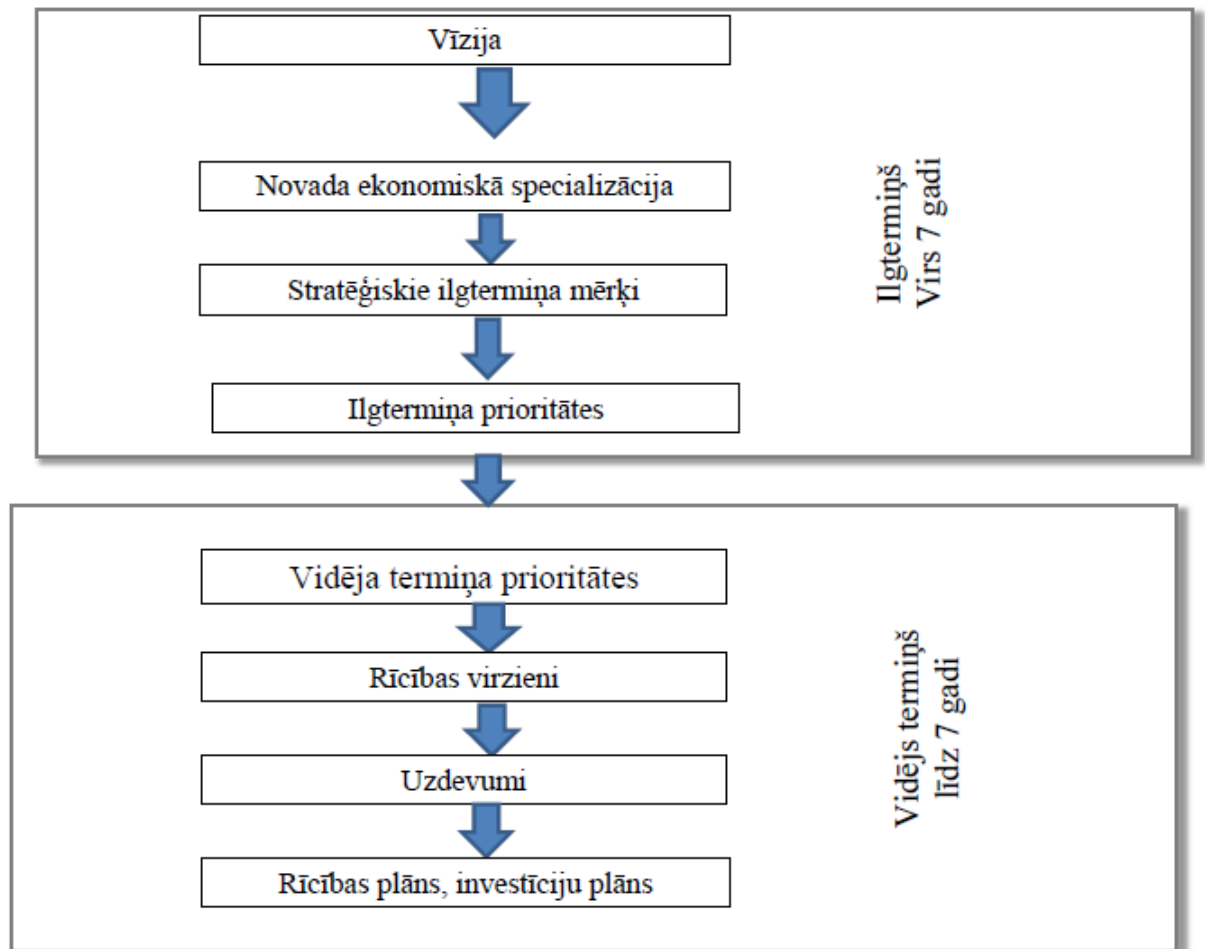 Vīzija
Novada ekonomiskā specializācija
Stratēģiskie ilgtermiņa mērķi
Ilgtermiņa prioritātes
Ilgtermiņš
Virs 7 gadi
Vidēja termiņa prioritātes
Rīcības virzieni
Uzdevumi
Rīcības plāns, investīciju plāns
Vidējs termiņš
līdz 7 gadi